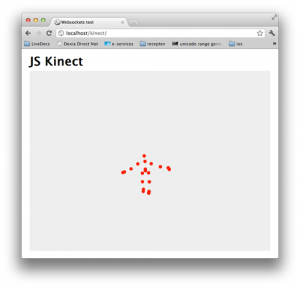 Websockets test
localhost/kinect/
LiveDocs Dexia Direct Net e-services recepten unicode range gen ios
JS Kinect